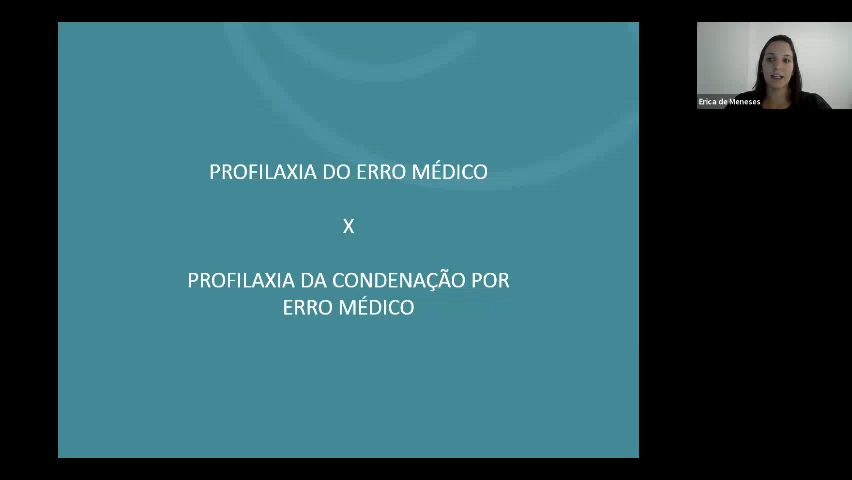 PROFILAXIA DO ERRO MÉDICO
X
PROFILAXIA DA CONDENAÇÃO POR
ERRO MÉDICO
Erica de Meneses